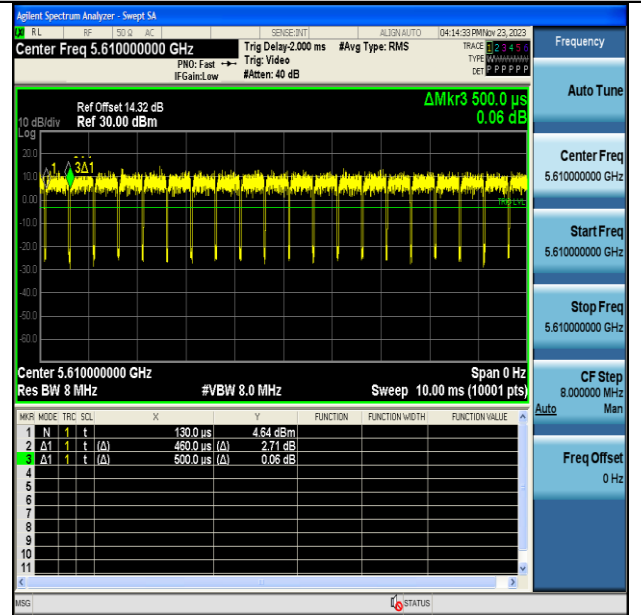 Agilent Spectrum Analyzer - Swept SA
RL RF 50 Ω AC SENSE:INT ALIGN AUTO 04:14:33 PM Nov 23, 2023
Center Freq 5.610000000 GHz
PNO: Fast
IFGain:Low
Trig Delay-2.000 ms
Trig: Video
#Atten: 40 dB
#Avg Type: RMS
TRACE 1 2 3 4 5 6
TYPE
DET P P P P P P
Frequency
Auto Tune
Center Freq
5.610000000 GHz
Start Freq
5.610000000 GHz
Stop Freq
5.610000000 GHz
CF Step
8.000000 MHz
Auto Man
Freq Offset
0 Hz
ΔMkr3 500.0 µs
0.06 dB
Ref Offset 14.32 dB
10 dB/div Ref 30.00 dBm
Log
20.0
10.0
0.00
-10.0
-20.0
-30.0
-40.0
-50.0
-60.0
1
3Δ1
TRIG LVL
Center 5.610000000 GHz Span 0 Hz
Res BW 8 MHz #VBW 8.0 MHz Sweep 10.00 ms (10001 pts)
MKR MODE TRC SCL X Y FUNCTION FUNCTION WIDTH FUNCTION VALUE
1 N 1 t 130.0 µs 4.64 dBm
2 Δ1 1 t (Δ) 460.0 µs (Δ) 2.71 dB
3 Δ1 1 t (Δ) 500.0 µs (Δ) 0.06 dB
4
5
6
7
8
9
10
11
MSG STATUS